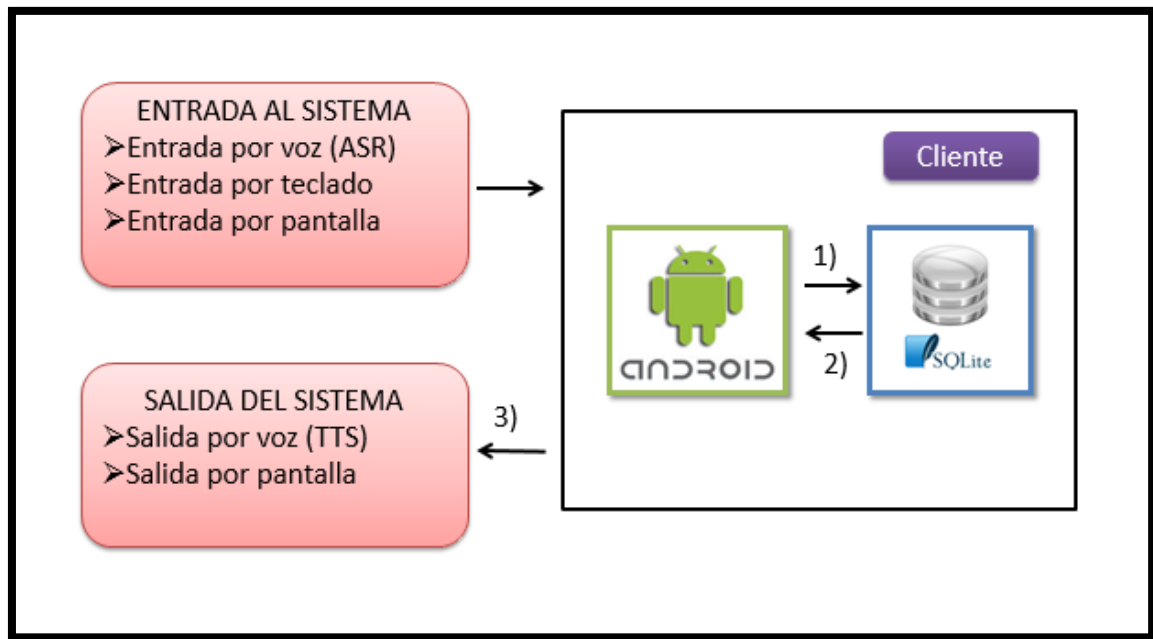 ENTRADA AL SISTEMA
➢Entrada por voz (ASR)
➢Entrada por teclado
➢Entrada por pantalla
SALIDA DEL SISTEMA
➢Salida por voz (TTS)
➢Salida por pantalla
3)
Cliente
ANDROID
1)
2)
SQLite